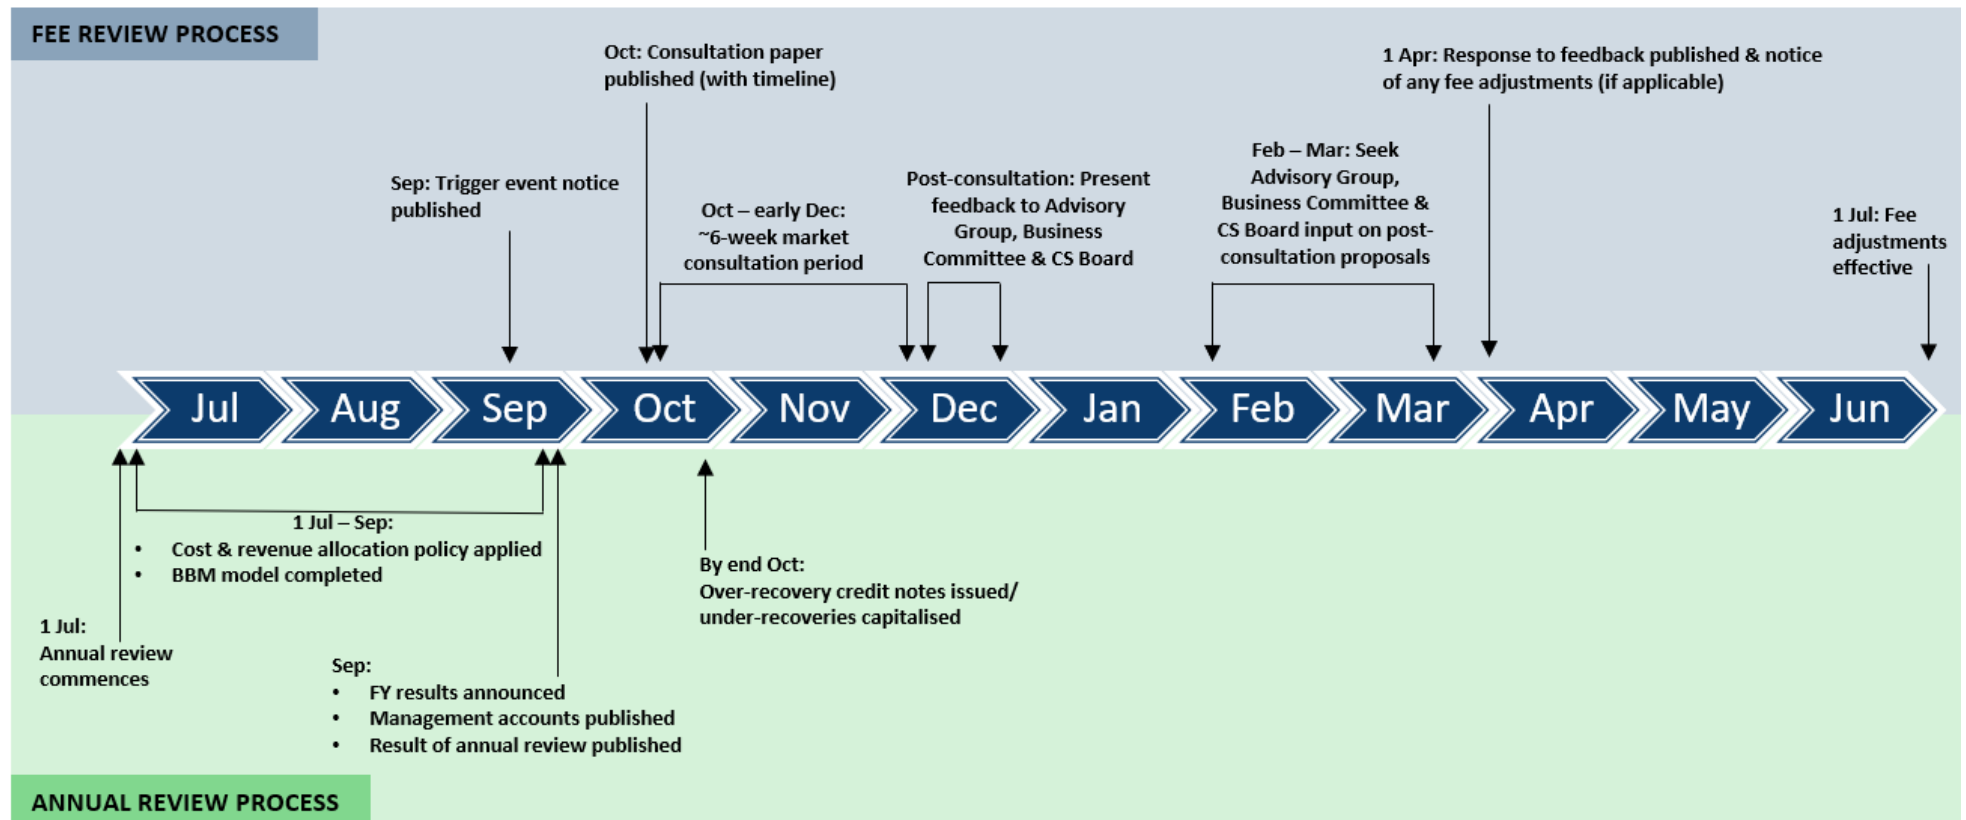 FEE REVIEW PROCESS
Oct: Consultation paper
published (with timeline)
1 Apr: Response to feedback published & notice
of any fee adjustments (if applicable)
Sep: Trigger event notice
published
Oct – early Dec:
~6-week market
consultation period
Post-consultation: Present
feedback to Advisory
Group, Business
Committee & CS Board
Feb – Mar: Seek
Advisory Group,
Business Committee &
CS Board input on post-
consultation proposals
1 Jul: Fee
adjustments
effective
Jul
Aug
Sep
Oct
Nov
Dec
Jan
Feb
Mar
Apr
May
Jun
1 Jul:
Annual review
commences
1 Jul – Sep:
• Cost & revenue allocation policy applied
• BBM model completed
Sep:
• FY results announced
• Management accounts published
• Result of annual review published
By end Oct:
Over-recovery credit notes issued/
under-recoveries capitalised
ANNUAL REVIEW PROCESS